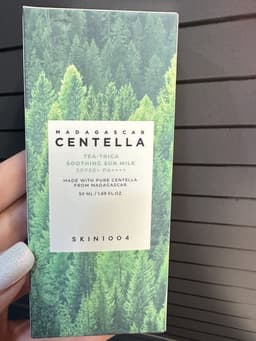 MADAGASCAR
CENTELLA
TEA-TRICA
SOOTHING SUN MILK
SPF50+ PA++++
MADE WITH PURE CENTELLA
FROM MADAGASCAR
50 ML / 1.69 FL.OZ.
SKIN1004